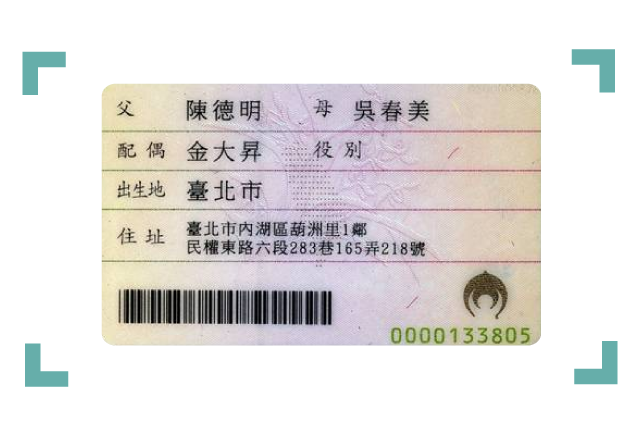 父 陳德明 母 吳春美
配偶 金大昇 役別
出生地 臺北市
住址 臺北市內湖區葫洲里1鄰
民權東路六段283巷165弄218號
0000133805